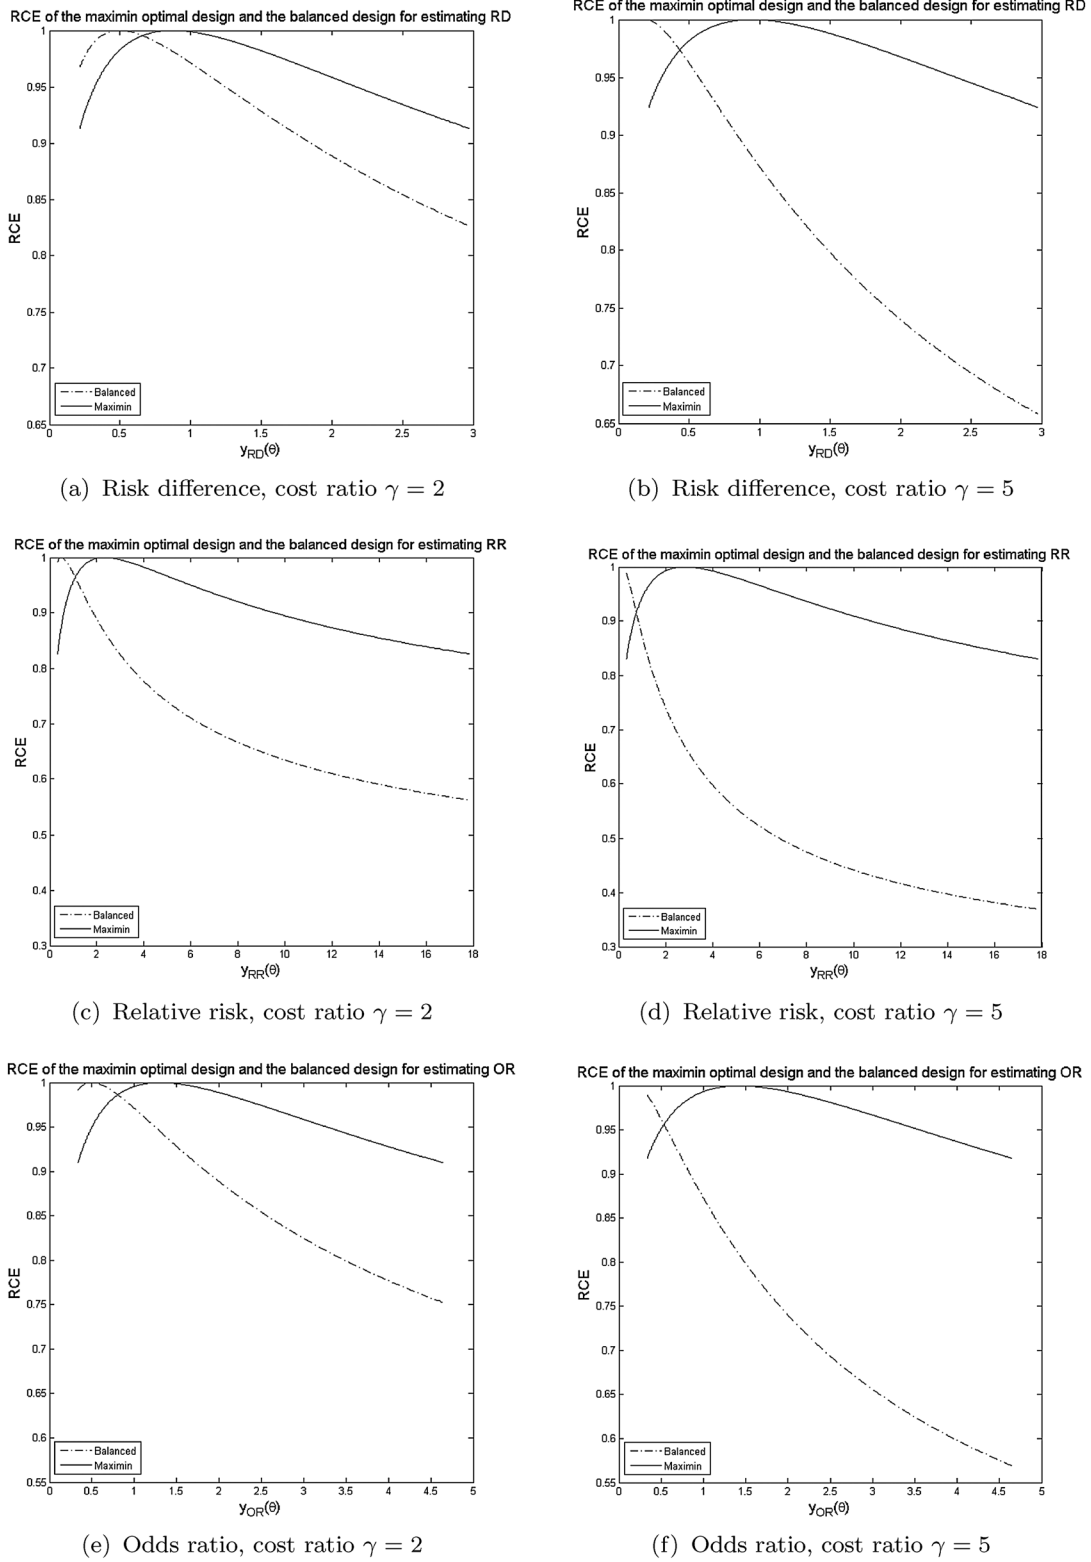 RCE of the maximin optimal design and the balanced design for estimating RD
1
0.95
0.9
0.85
0.8
0.75
0.7
0.65
RCE
Balanced
Maximin
0 0.5 1 1.5 2 2.5 3
yRD(θ)
(a) Risk difference, cost ratio γ = 2
RCE of the maximin optimal design and the balanced design for estimating RD
1
0.95
0.9
0.85
0.8
0.75
0.7
0.65
RCE
Balanced
Maximin
0 0.5 1 1.5 2 2.5 3
yRD(θ)
(b) Risk difference, cost ratio γ = 5
RCE of the maximin optimal design and the balanced design for estimating RR
1
0.9
0.8
0.7
0.6
0.5
0.4
0.3
RCE
Balanced
Maximin
0 2 4 6 8 10 12 14 16 18
yRR(θ)
(c) Relative risk, cost ratio γ = 2
RCE of the maximin optimal design and the balanced design for estimating RR
1
0.9
0.8
0.7
0.6
0.5
0.4
0.3
RCE
Balanced
Maximin
0 2 4 6 8 10 12 14 16 18
yRR(θ)
(d) Relative risk, cost ratio γ = 5
RCE of the maximin optimal design and the balanced design for estimating OR
1
0.95
0.9
0.85
0.8
0.75
0.7
0.65
0.6
0.55
RCE
Balanced
Maximin
0 0.5 1 1.5 2 2.5 3 3.5 4 4.5 5
yOR(θ)
(e) Odds ratio, cost ratio γ = 2
RCE of the maximin optimal design and the balanced design for estimating OR
1
0.95
0.9
0.85
0.8
0.75
0.7
0.65
0.6
0.55
RCE
Balanced
Maximin
0 0.5 1 1.5 2 2.5 3 3.5 4 4.5 5
yOR(θ)
(f) Odds ratio, cost ratio γ = 5